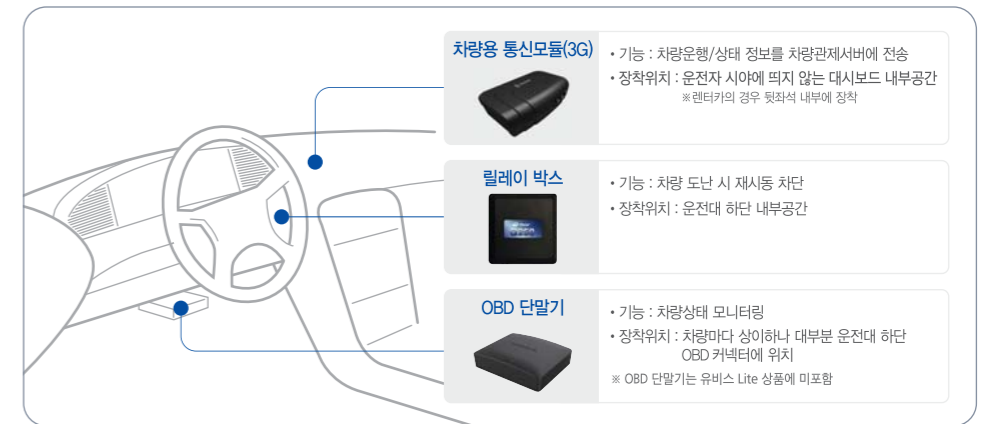 차량용 통신모듈(3G)
• 기능 : 차량운행/상태 정보를 차량관제서버에 전송
• 장착위치 : 운전자 시야에 띄지 않는 대시보드 내부공간
※렌터카의 경우 뒷좌석 내부에 장착
릴레이 박스
• 기능 : 차량 도난 시 재시동 차단
• 장착위치 : 운전대 하단 내부공간
OBD 단말기
• 기능 : 차량상태 모니터링
• 장착위치 : 차량마다 상이하나 대부분 운전대 하단
OBD 커넥터에 위치
※ OBD 단말기는 유비스 Lite 상품에 미포함